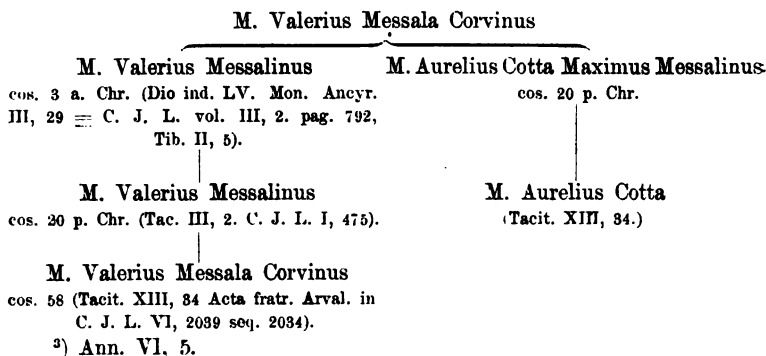 M. Valerius Messala Corvinus
M. Valerius Messalinus
cos. 3 a. Chr. (Dio ind. LV. Mon. Ancyr.
III, 29 = C. J. L. vol. III, 2. pag. 792,
Tib. II, 5).
M. Aurelius Cotta Maximus Messalinus.
cos. 20 p. Chr.
M. Valerius Messalinus
cos. 20 p. Chr. (Tac. III, 2. C. J. L. I, 475).
M. Aurelius Cotta
(Tacit. XIII, 34.)
M. Valerius Messala Corvinus
cos. 58 (Tacit. XIII, 34 Acta fratr. Arval. in
C. J. L. VI, 2039 seq. 2034).
³) Ann. VI, 5.